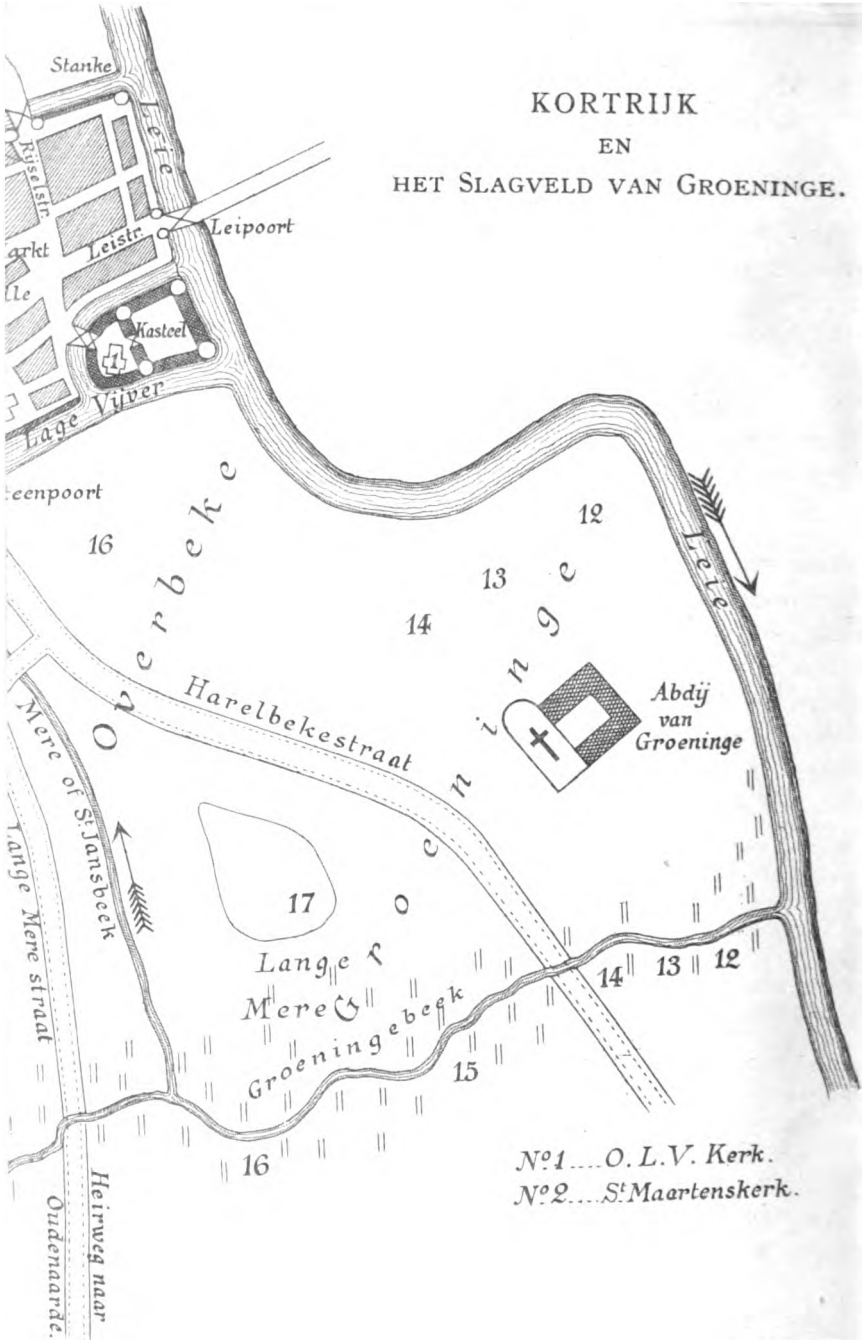 KORTRIJK
EN
HET SLAGVELD VAN GROENINGE.
Stanke
Leie
Rijselstr.
Leistr.
Leipoort
arkt
lle
Kasteel
1
Lage Vijver
eenpoort
16
Overbeke
12
13
14
Leie
Groeninge
Harelbekestraat
Abdij
van
Groeninge
Mere of St Jansbeek
Lange Mere straat
17
Lange
Mere
Groeningebeek
14
13
12
15
16
Heirweg naar
Oudenaarde.
No. 1 .... O. L. V. Kerk.
No. 2 .... St Maartenskerk.